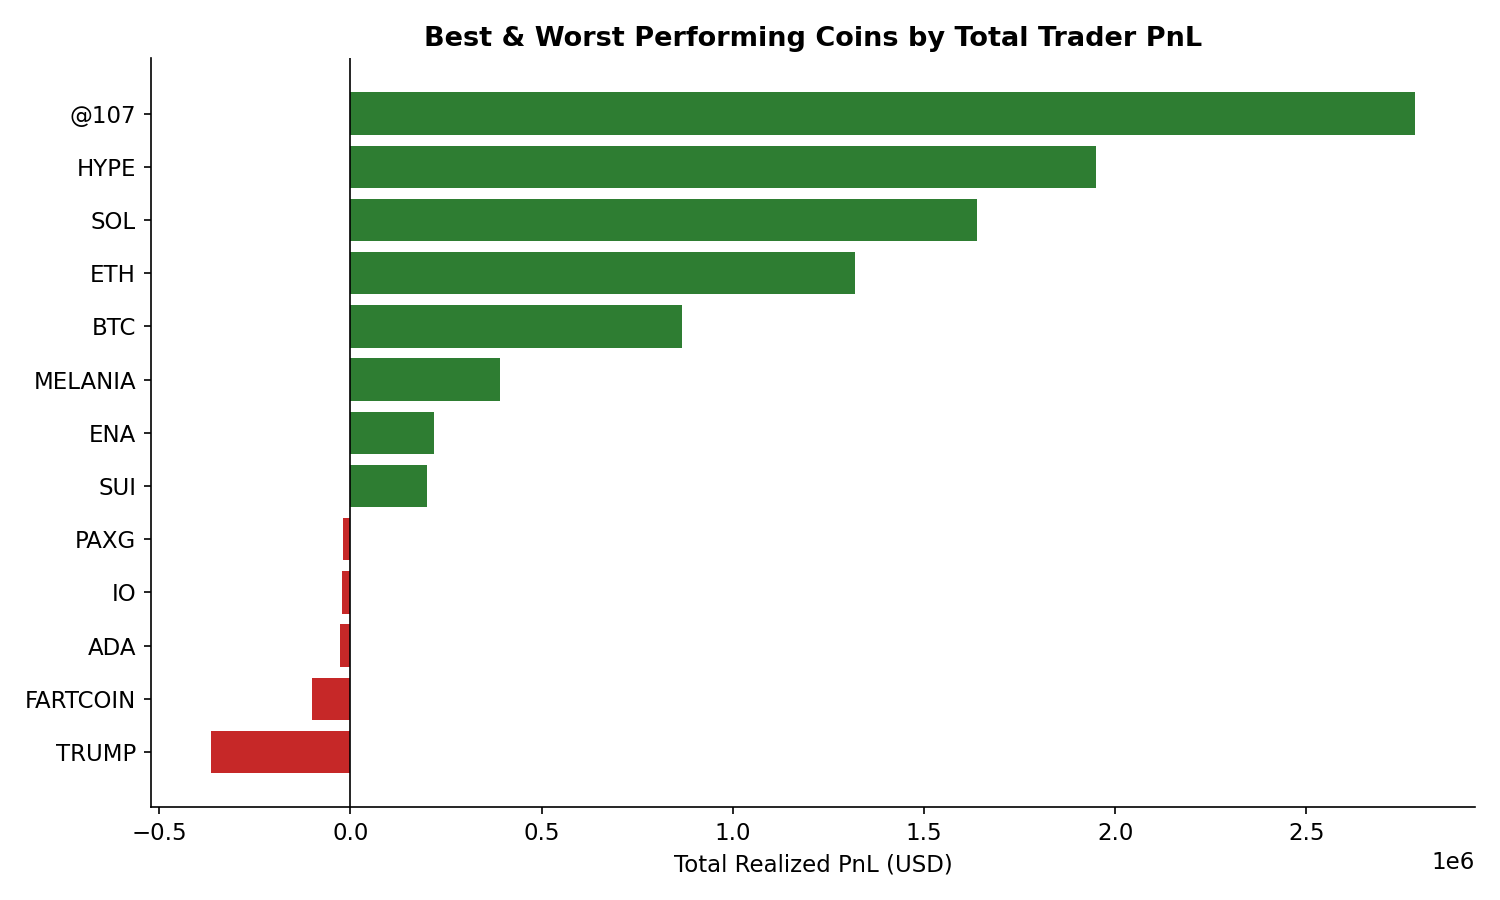 Best & Worst Performing Coins by Total Trader PnL
@107
HYPE
SOL
ETH
BTC
MELANIA
ENA
SUI
PAXG
IO
ADA
FARTCOIN
TRUMP
−0.5 0.0 0.5 1.0 1.5 2.0 2.5
1e6
Total Realized PnL (USD)